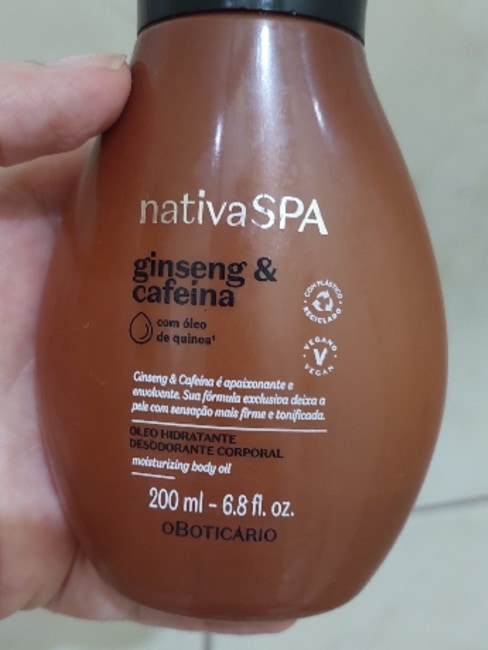 nativaSPA
ginseng &
cafeína
com óleo
de quinoa¹
COM PLÁSTICO
RECICLADO
VEGANO
V
VEGAN
Ginseng & Cafeína é apaixonante e
envolvente. Sua fórmula exclusiva deixa a
pele com sensação mais firme e tonificada.
ÓLEO HIDRATANTE
DESODORANTE CORPORAL
moisturizing body oil
200 ml - 6.8 fl. oz.
oBOTICÁRIO